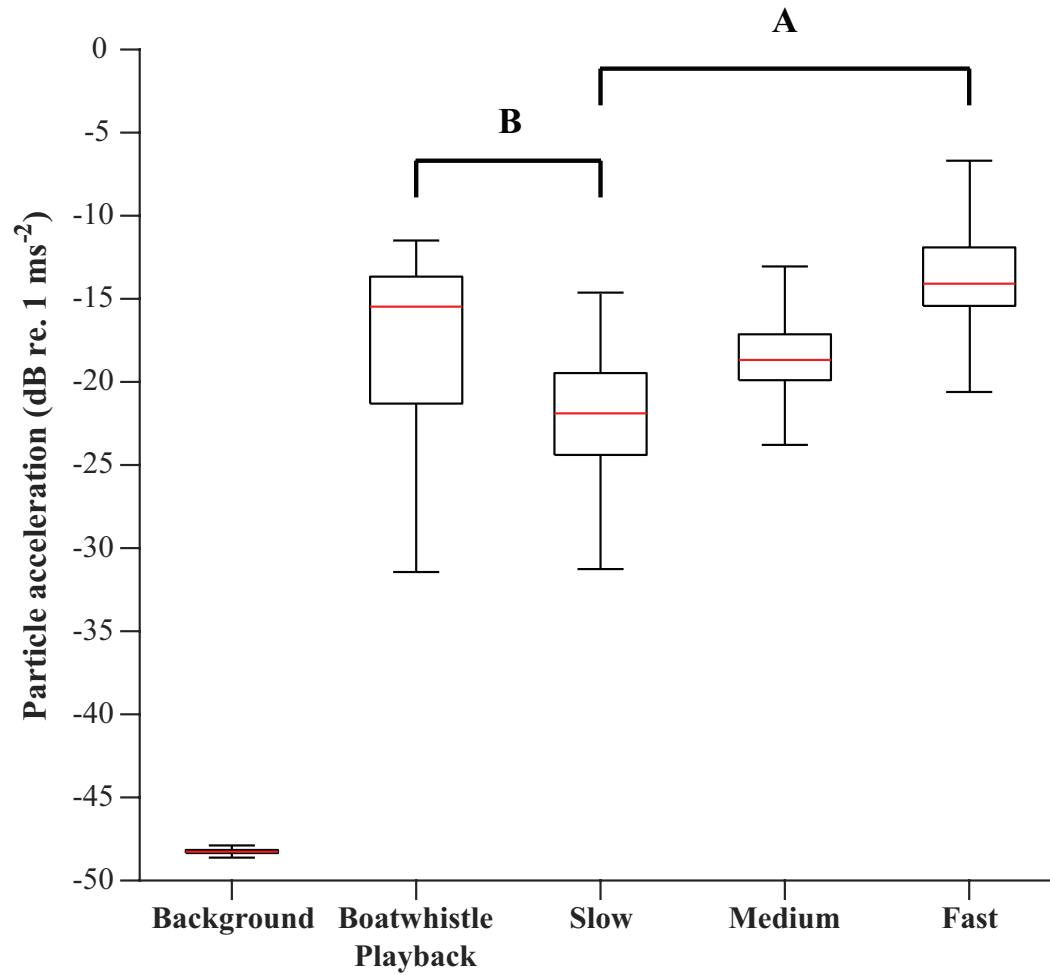 A
B
0
-5
-10
-15
-20
-25
-30
-35
-40
-45
-50
Particle acceleration (dB re. 1 ms-2)
Background
Boatwhistle
Playback
Slow
Medium
Fast